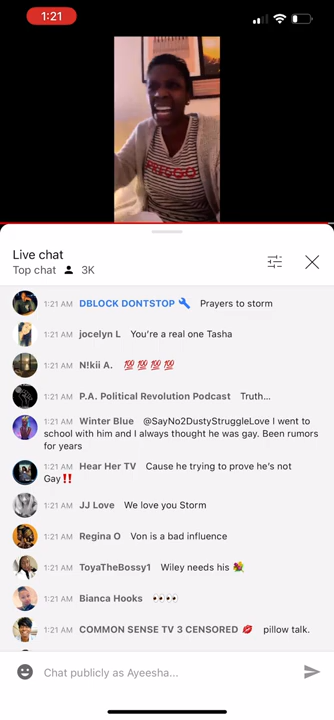 1:21
Live chat
Top chat 3K
1:21 AM DBLOCK DONTSTOP 🔧 Prayers to storm
1:21 AM jocelyn L You're a real one Tasha
1:21 AM N!kii A. 💯 💯 💯 💯
1:21 AM P.A. Political Revolution Podcast Truth...
1:21 AM Winter Blue @SayNo2DustyStruggleLove I went to
school with him and I always thought he was gay. Been rumors
for years
1:21 AM Hear Her TV Cause he trying to prove he's not
Gay‼️
1:21 AM JJ Love We love you Storm
1:21 AM Regina O Von is a bad influence
1:21 AM ToyaTheBossy1 Wiley needs his 💐
1:21 AM Bianca Hooks 👀👀
1:21 AM COMMON SENSE TV 3 CENSORED 💋 pillow talk.
Chat publicly as Ayeesha...